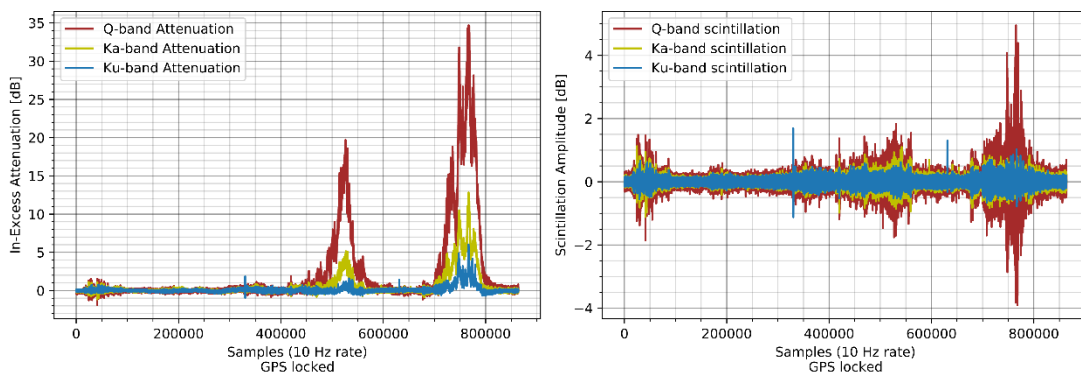 35
30
25
20
15
10
5
0
In-Excess Attenuation [dB]
Q-band Attenuation
Ka-band Attenuation
Ku-band Attenuation
0 200000 400000 600000 800000
Samples (10 Hz rate)
GPS locked
4
2
0
−2
−4
Scintillation Amplitude [dB]
Q-band scintillation
Ka-band scintillation
Ku-band scintillation
0 200000 400000 600000 800000
Samples (10 Hz rate)
GPS locked